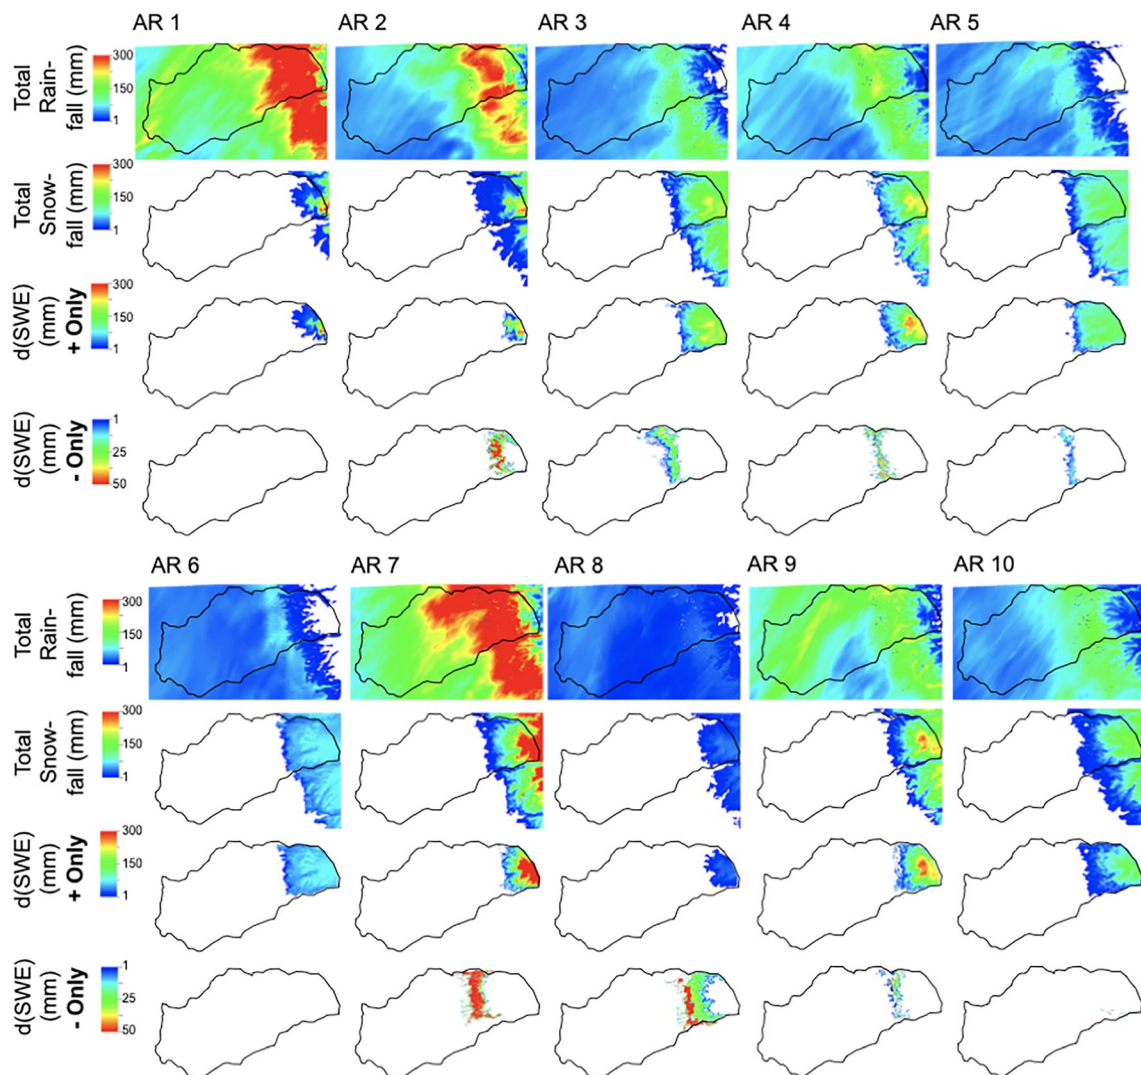 AR 1 AR 2 AR 3 AR 4 AR 5
Total
Rain-
fall (mm)
300
150
1
Total
Snow-
fall (mm)
300
150
1
d(SWE)
(mm)
+ Only
300
150
1
d(SWE)
(mm)
- Only
1
25
50
AR 6 AR 7 AR 8 AR 9 AR 10
Total
Rain-
fall (mm)
300
150
1
Total
Snow-
fall (mm)
300
150
1
d(SWE)
(mm)
+ Only
300
150
1
d(SWE)
(mm)
- Only
1
25
50